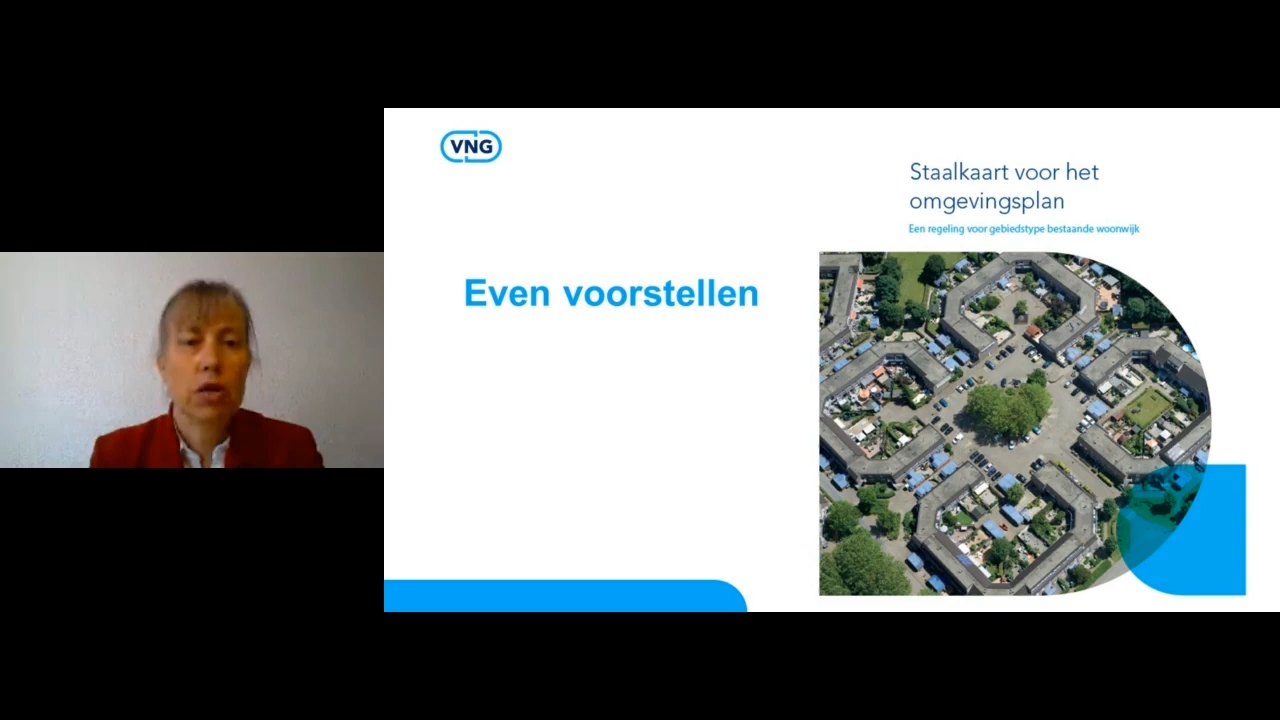 VNG
Staalkaart voor het
omgevingsplan
Een regeling voor gebiedstype bestaande woonwijk
Even voorstellen